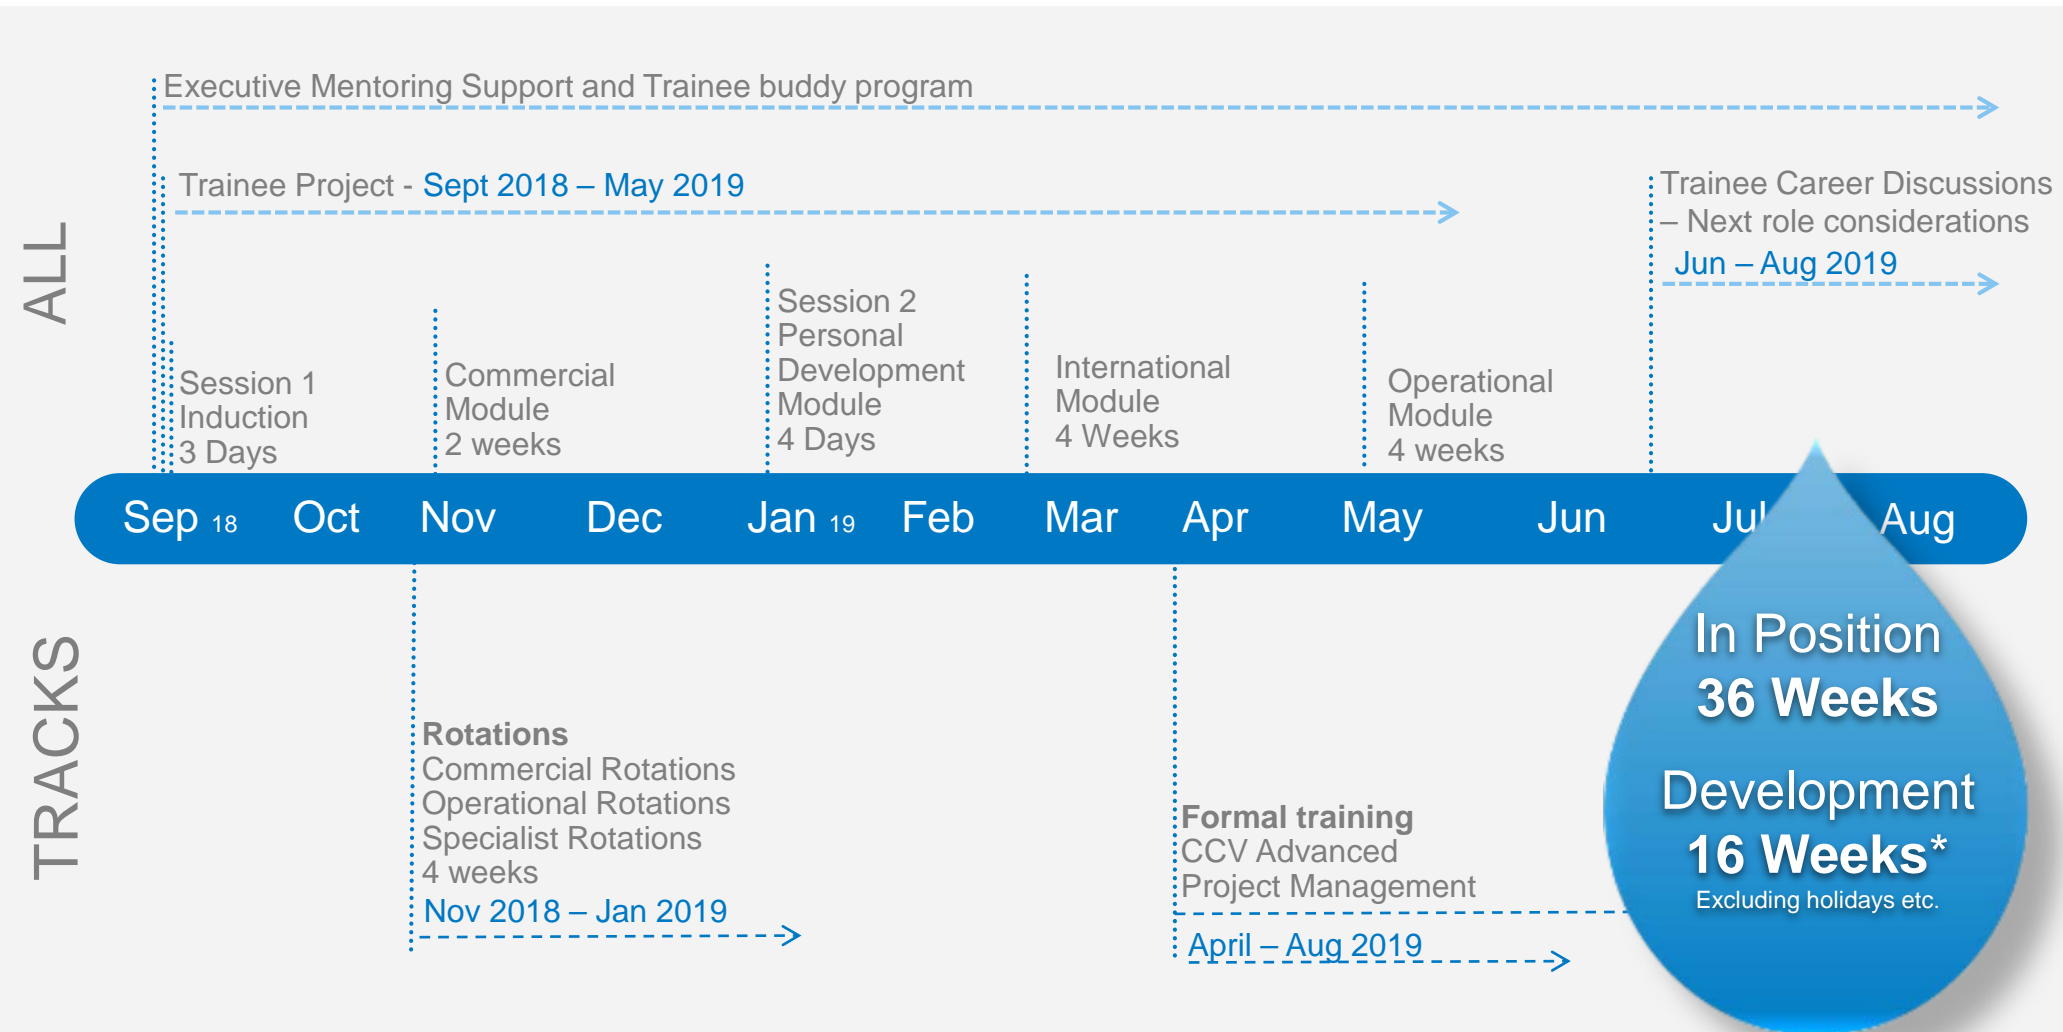 Executive Mentoring Support and Trainee buddy program
Trainee Project - Sept 2018 – May 2019
Trainee Career Discussions
– Next role considerations
Jun – Aug 2019
ALL
Session 1
Induction
3 Days
Commercial
Module
2 weeks
Session 2
Personal
Development
Module
4 Days
International
Module
4 Weeks
Operational
Module
4 weeks
Sep 18 Oct Nov Dec Jan 19 Feb Mar Apr May Jun Jul Aug
TRACKS
Rotations
Commercial Rotations
Operational Rotations
Specialist Rotations
4 weeks
Nov 2018 – Jan 2019
Formal training
CCV Advanced
Project Management
April – Aug 2019
In Position
36 Weeks
Development
16 Weeks*
Excluding holidays etc.